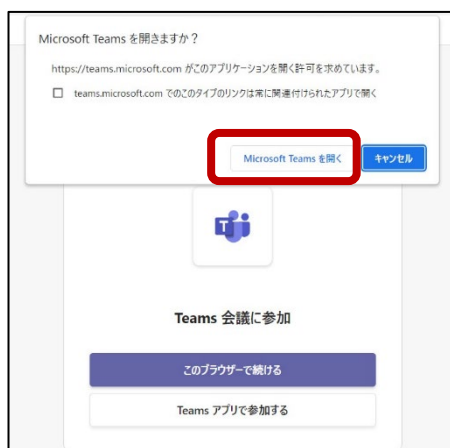 Microsoft Teams を開きますか？
https://teams.microsoft.com がこのアプリケーションを開く許可を求めています。
teams.microsoft.com でのこのタイプのリンクは常に関連付けられたアプリで開く
Microsoft Teams を開く
キャンセル
Teams 会議に参加
このブラウザーで続ける
Teams アプリで参加する